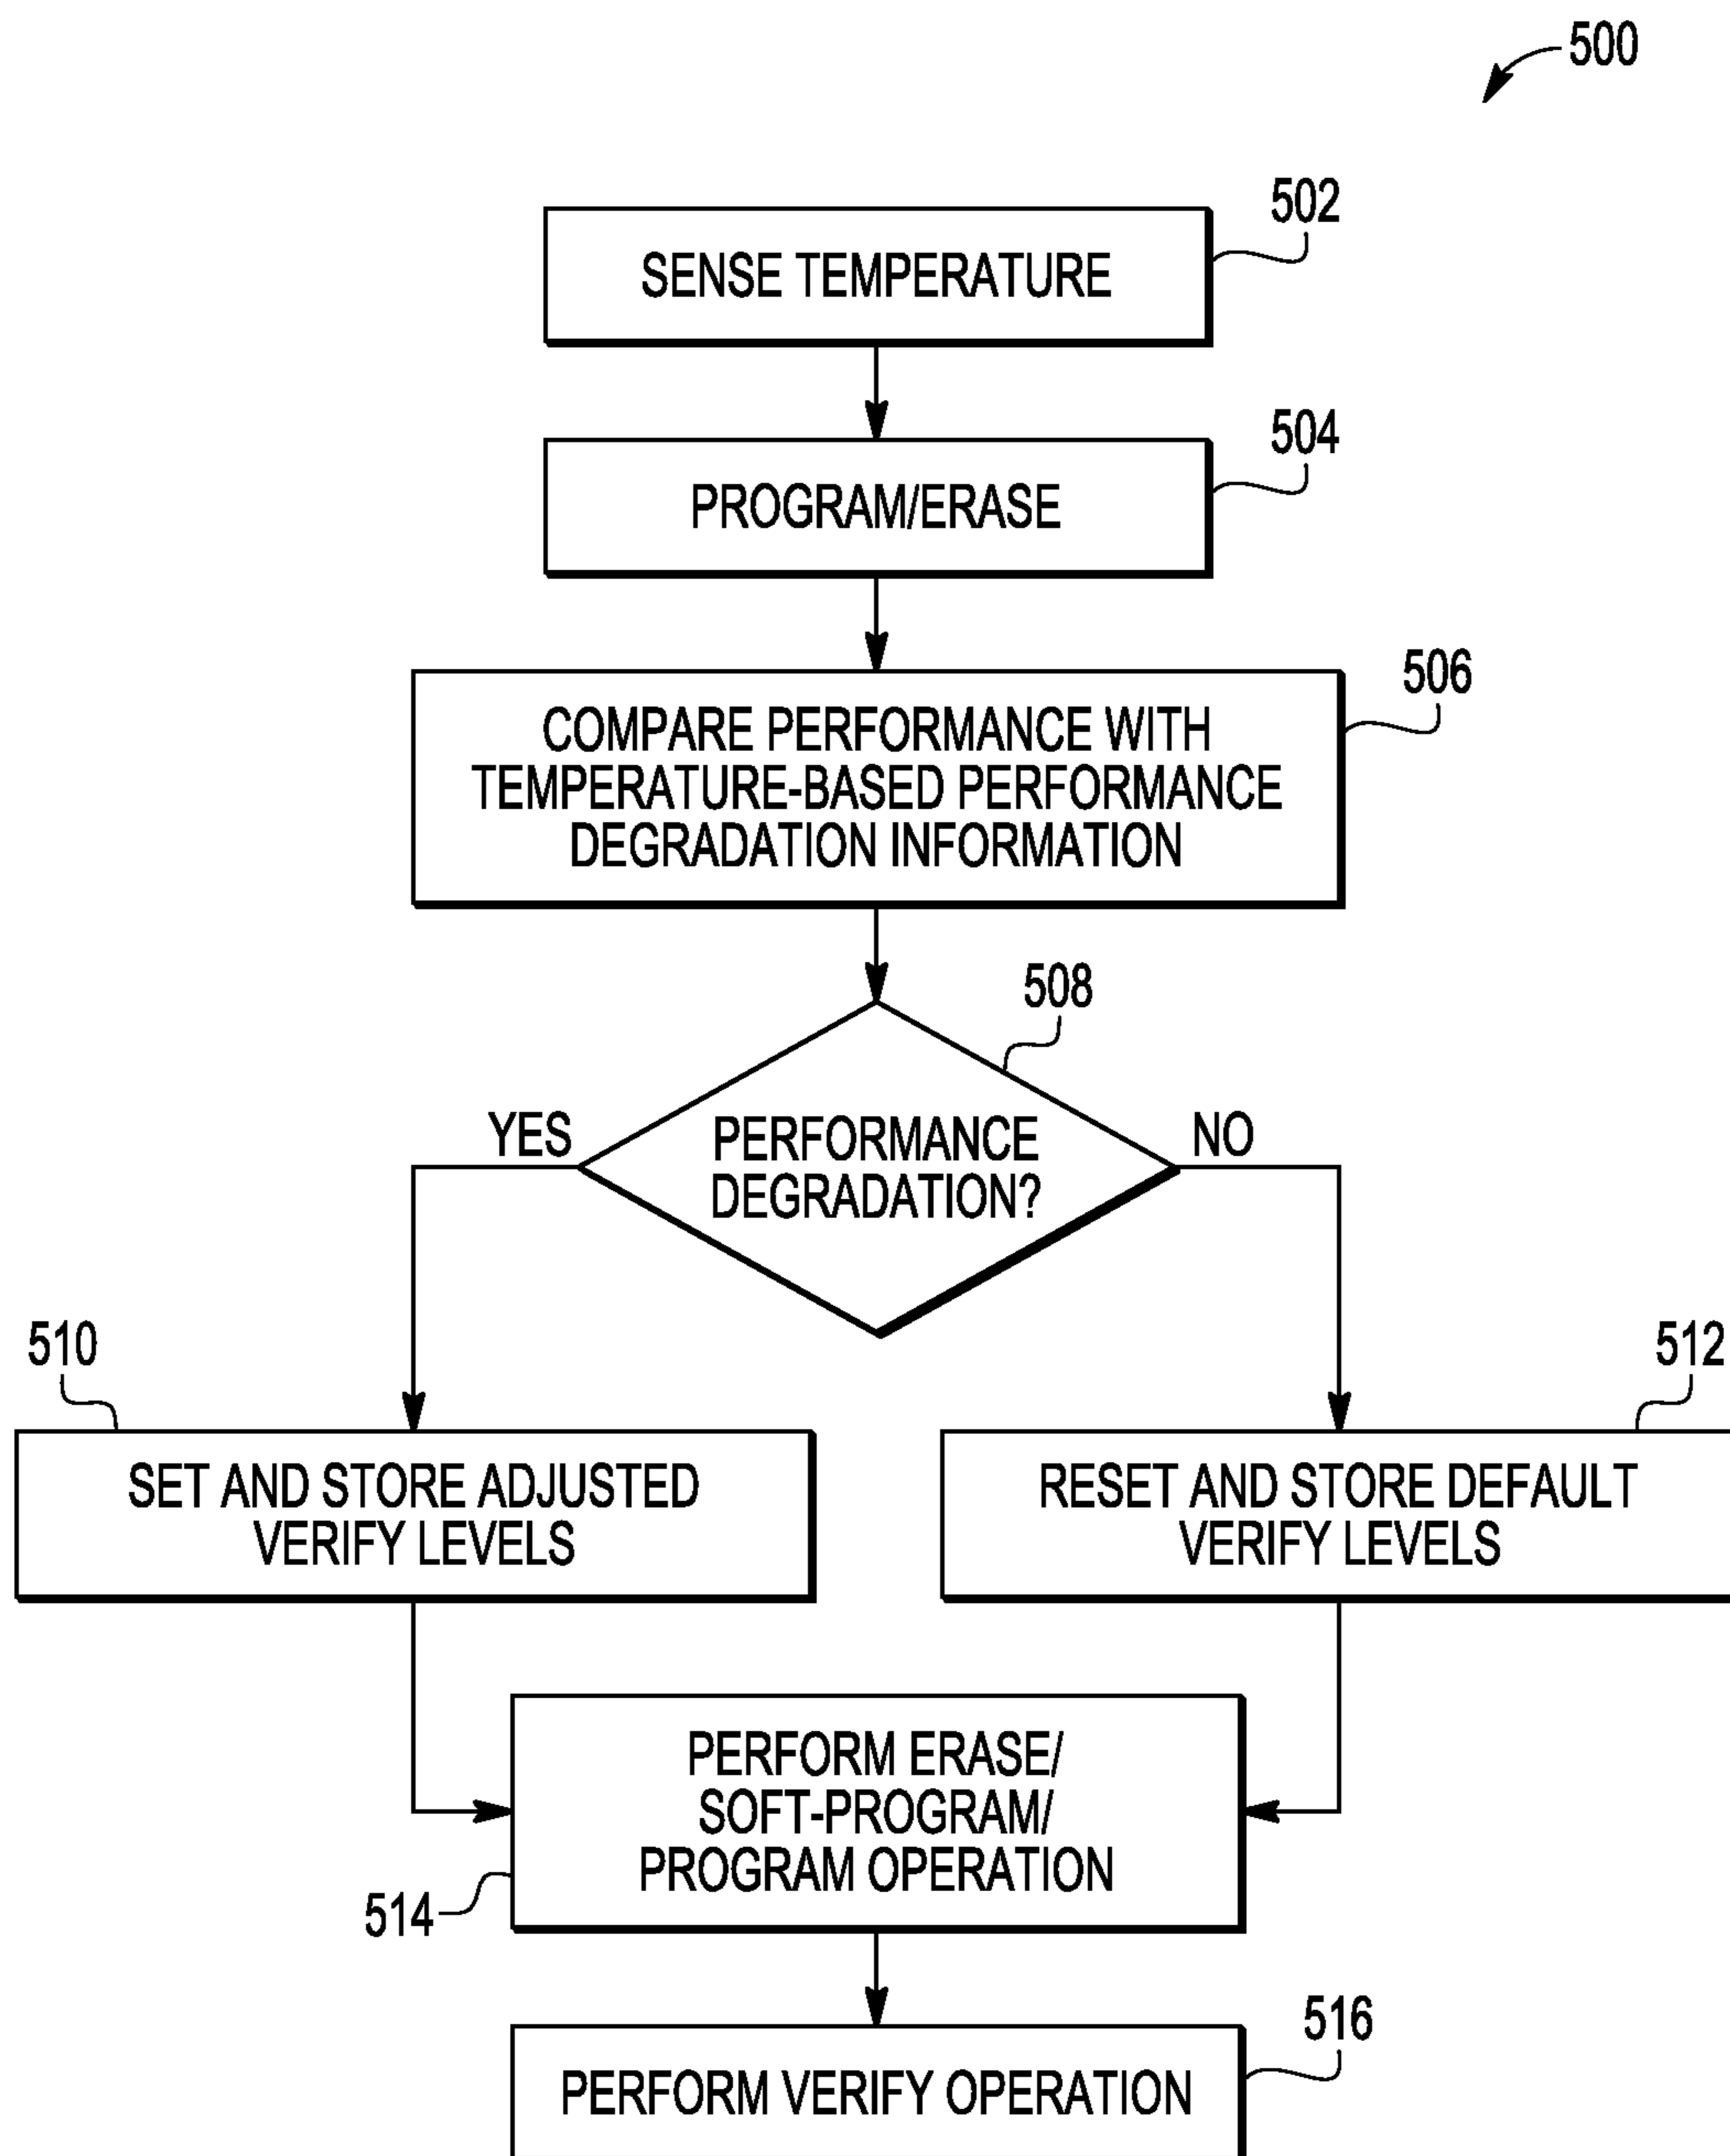 500
502
SENSE TEMPERATURE
504
PROGRAM/ERASE
506
COMPARE PERFORMANCE WITH
TEMPERATURE-BASED PERFORMANCE
DEGRADATION INFORMATION
508
YES
PERFORMANCE
DEGRADATION?
NO
510
SET AND STORE ADJUSTED
VERIFY LEVELS
512
RESET AND STORE DEFAULT
VERIFY LEVELS
PERFORM ERASE/
SOFT-PROGRAM/
PROGRAM OPERATION
514
516
PERFORM VERIFY OPERATION